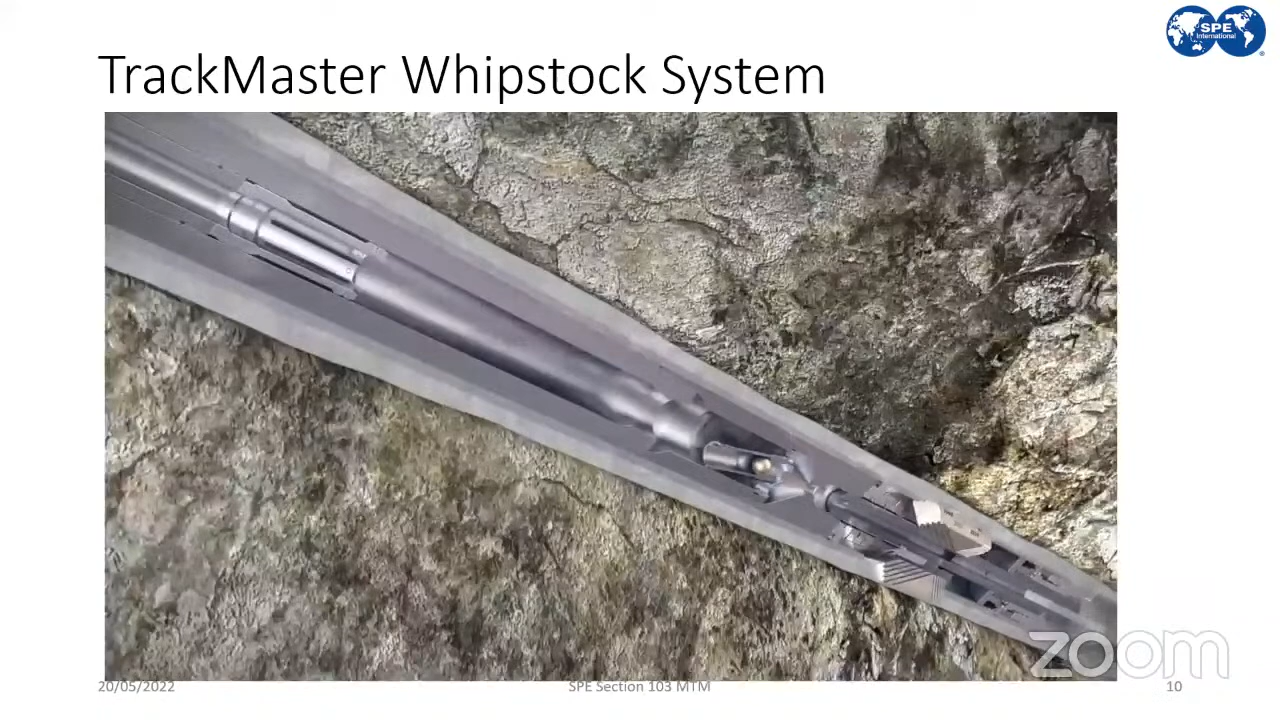 SPE
International
TrackMaster Whipstock System
zoom
20/05/2022
SPE Section 103 MTM
10